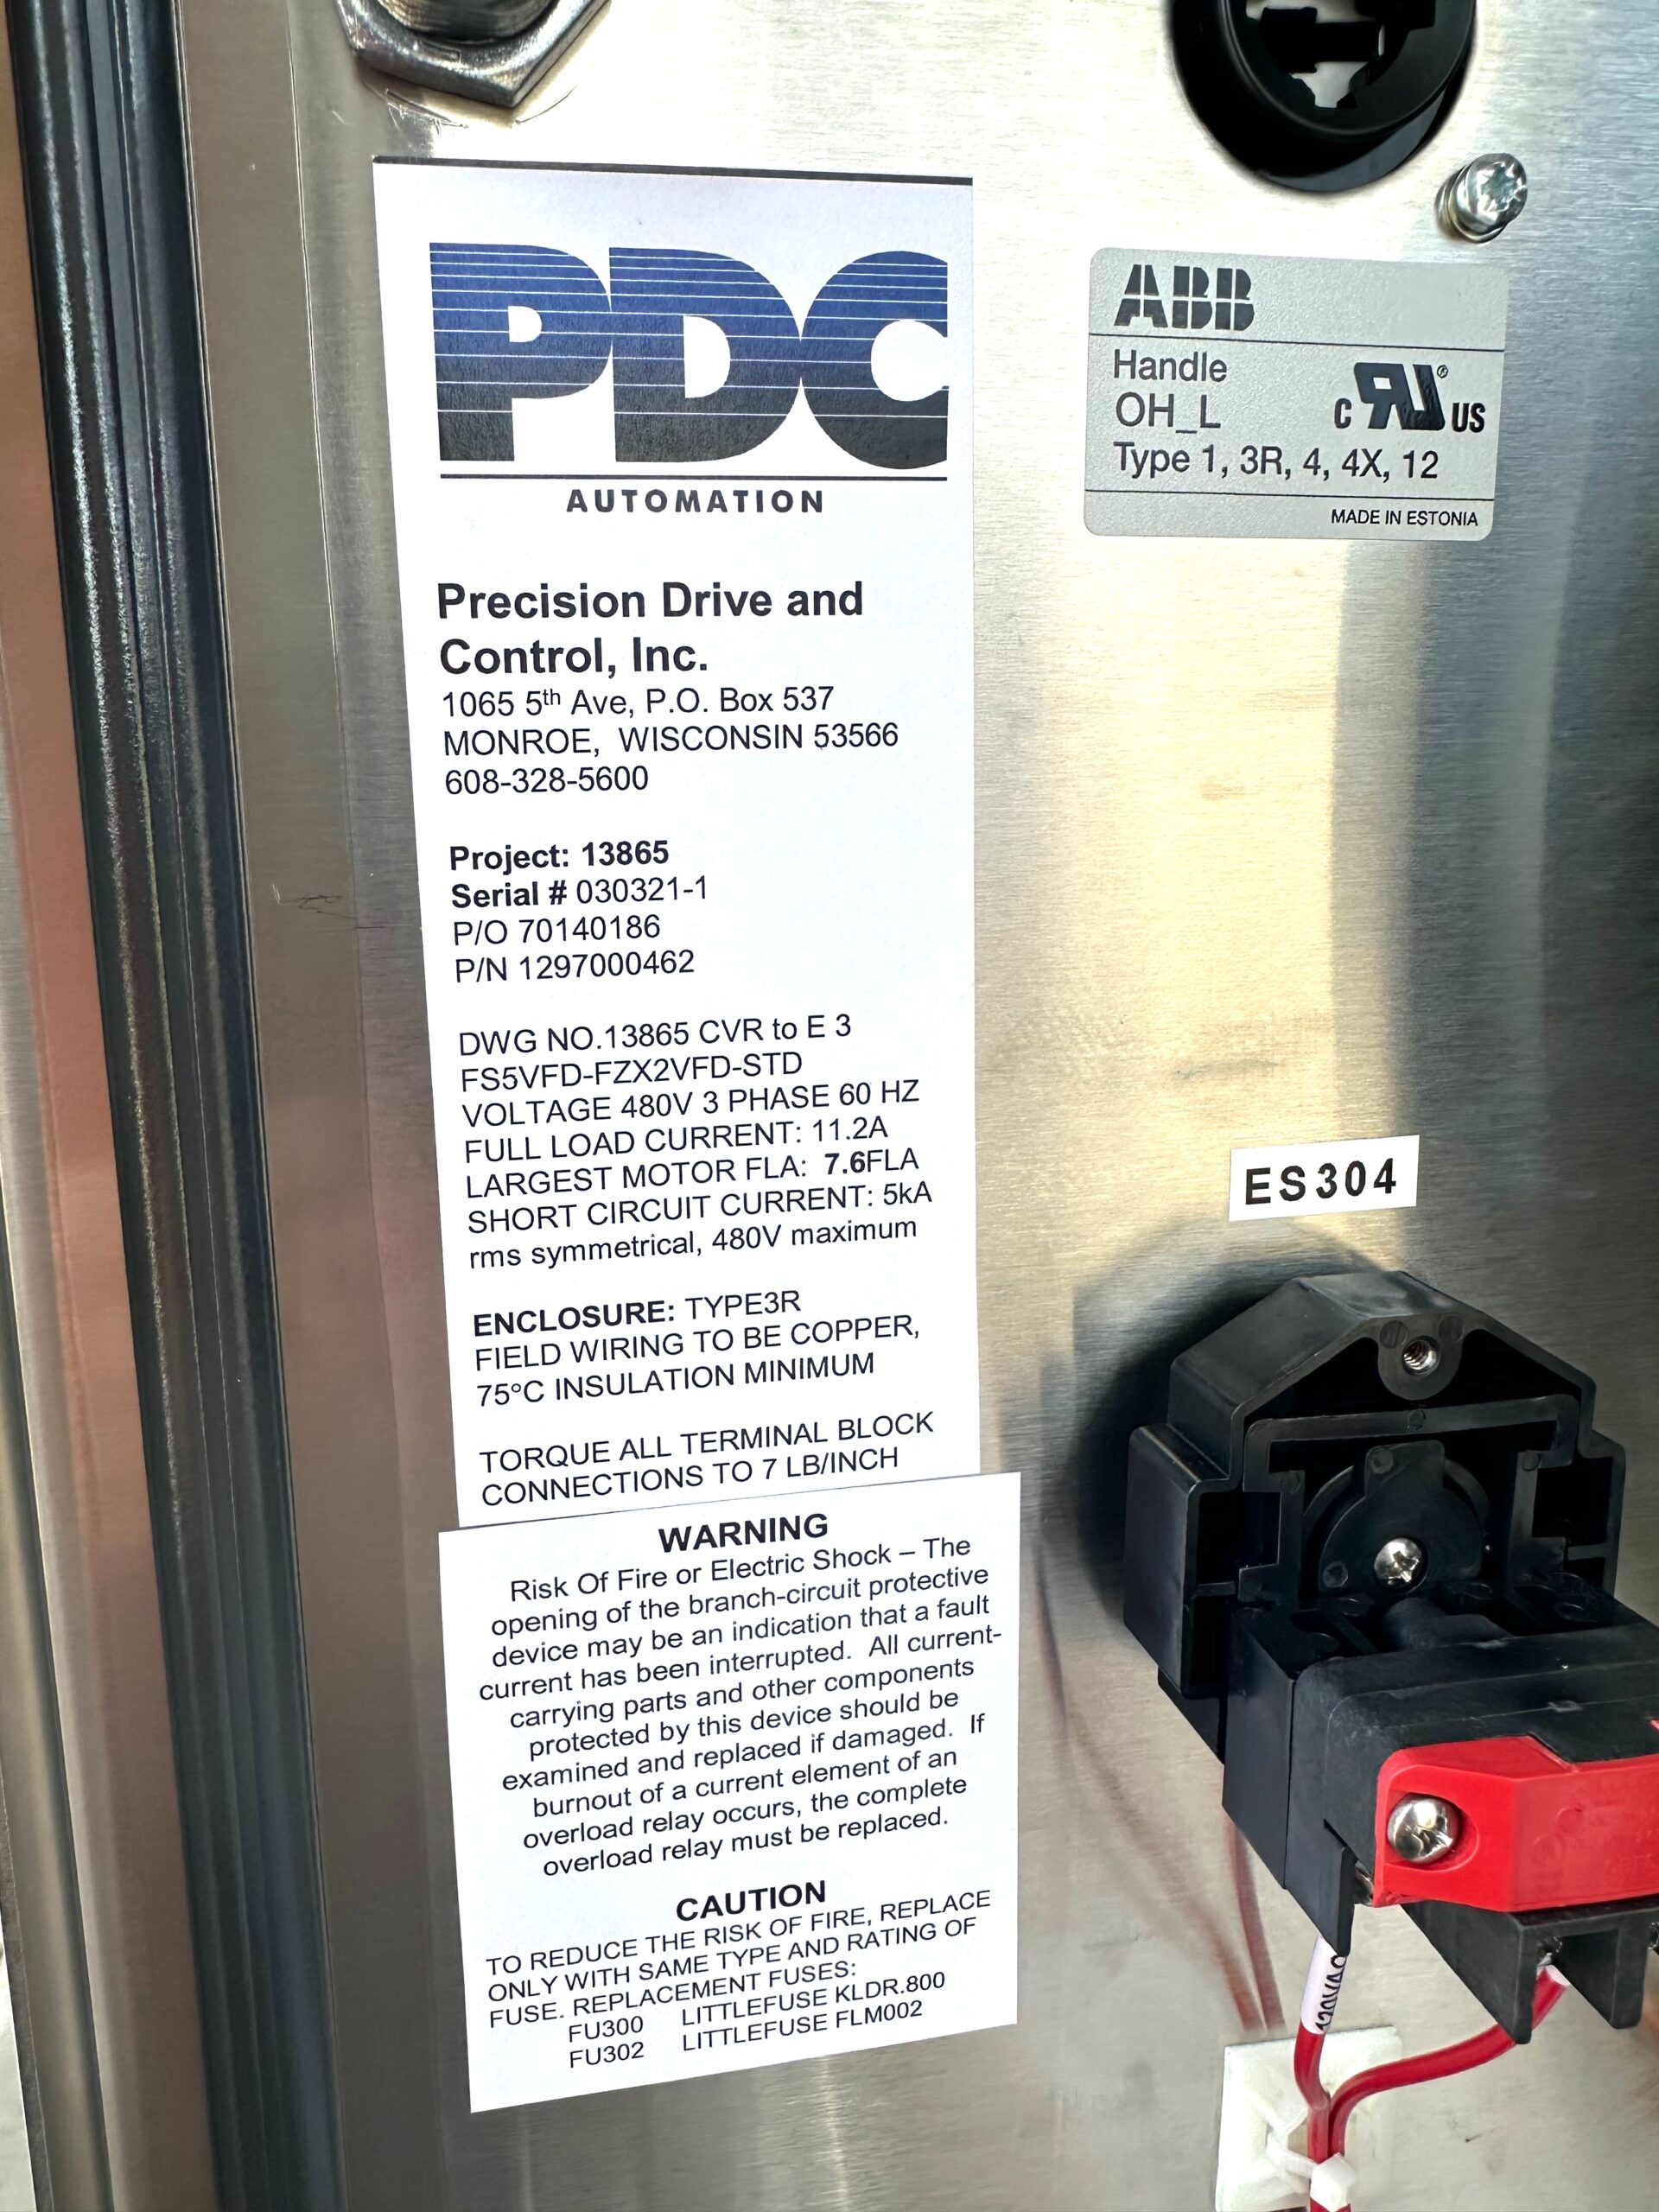 PDC
AUTOMATION
Precision Drive and
Control, Inc.
1065 5th Ave, P.O. Box 537
MONROE, WISCONSIN 53566
608-328-5600
Project: 13865
Serial # 030321-1
P/O 70140186
P/N 1297000462
DWG NO.13865 CVR to E 3
FS5VFD-FZX2VFD-STD
VOLTAGE 480V 3 PHASE 60 HZ
FULL LOAD CURRENT: 11.2A
LARGEST MOTOR FLA: 7.6FLA
SHORT CIRCUIT CURRENT: 5kA
rms symmetrical, 480V maximum
ENCLOSURE: TYPE3R
FIELD WIRING TO BE COPPER,
75°C INSULATION MINIMUM
TORQUE ALL TERMINAL BLOCK
CONNECTIONS TO 7 LB/INCH
WARNING
Risk Of Fire or Electric Shock – The
opening of the branch-circuit protective
device may be an indication that a fault
current has been interrupted. All current-
carrying parts and other components
protected by this device should be
examined and replaced if damaged. If
burnout of a current element of an
overload relay occurs, the complete
overload relay must be replaced.
CAUTION
TO REDUCE THE RISK OF FIRE, REPLACE
ONLY WITH SAME TYPE AND RATING OF
FUSE. REPLACEMENT FUSES:
FU300 LITTLEFUSE KLDR.800
FU302 LITTLEFUSE FLM002
ABB
Handle
OH_L
Type 1, 3R, 4, 4X, 12
C RU® US
MADE IN ESTONIA
ES304